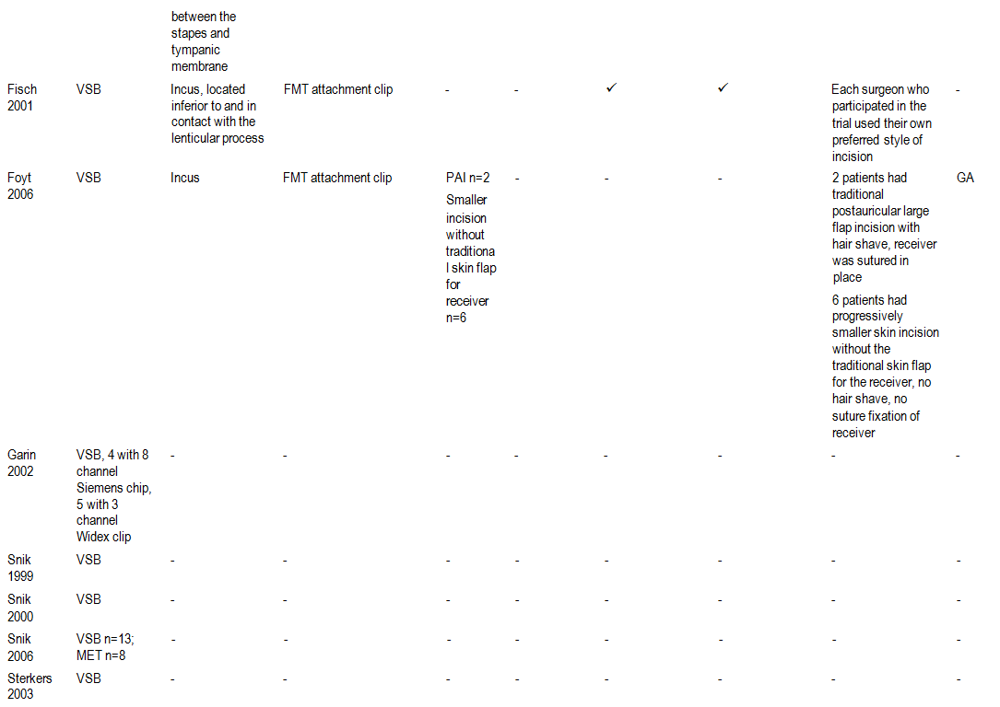 between the
stapes and
tympanic
membrane
Fisch
2001
VSB
Incus, located
inferior to and in
contact with the
lenticular process
FMT attachment clip
-
-
✓
✓
Each surgeon who
participated in the
trial used their own
preferred style of
incision
-
Foyt
2006
VSB
Incus
FMT attachment clip
PAI n=2
Smaller
incision
without
traditiona
l skin flap
for
receiver
n=6
-
-
-
2 patients had
traditional
postauricular large
flap incision with
hair shave, receiver
was sutured in
place
6 patients had
progressively
smaller skin incision
without the
traditional skin flap
for the receiver, no
hair shave, no
suture fixation of
receiver
GA
Garin
2002
VSB, 4 with 8
channel
Siemens chip,
5 with 3
channel
Widex clip
-
-
-
-
-
-
-
-
Snik
1999
VSB
-
-
-
-
-
-
-
-
Snik
2000
VSB
-
-
-
-
-
-
-
-
Snik
2006
VSB n=13;
MET n=8
-
-
-
-
-
-
-
-
Sterkers
2003
VSB
-
-
-
-
-
-
-
-